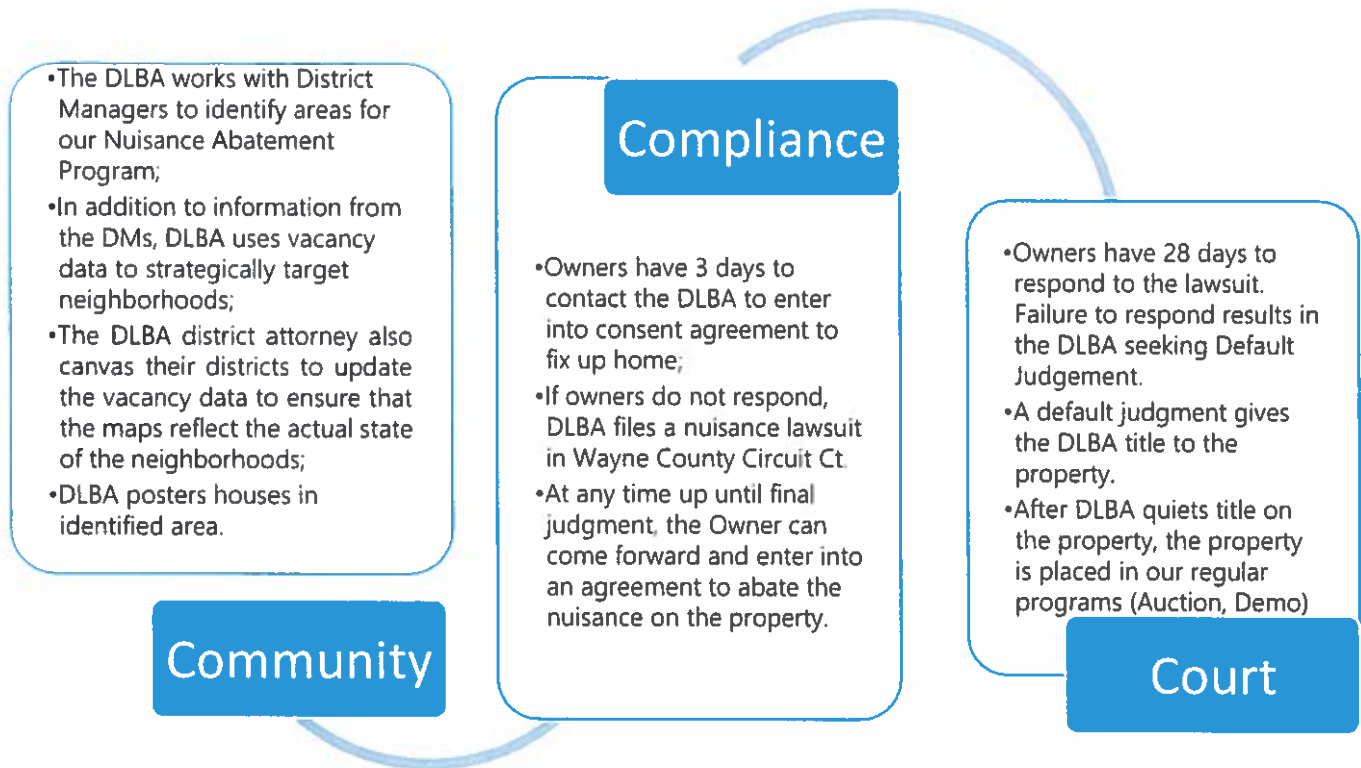 •The DLBA works with District
Managers to identify areas for
our Nuisance Abatement
Program;
•In addition to information from
the DMs, DLBA uses vacancy
data to strategically target
neighborhoods;
•The DLBA district attorney also
canvas their districts to update
the vacancy data to ensure that
the maps reflect the actual state
of the neighborhoods;
•DLBA posters houses in
identified area.
Community
Compliance
•Owners have 3 days to
contact the DLBA to enter
into consent agreement to
fix up home;
•If owners do not respond,
DLBA files a nuisance lawsuit
in Wayne County Circuit Ct.
•At any time up until final
judgment, the Owner can
come forward and enter into
an agreement to abate the
nuisance on the property.
•Owners have 28 days to
respond to the lawsuit.
Failure to respond results in
the DLBA seeking Default
Judgement.
•A default judgment gives
the DLBA title to the
property.
•After DLBA quiets title on
the property, the property
is placed in our regular
programs (Auction, Demo)
Court